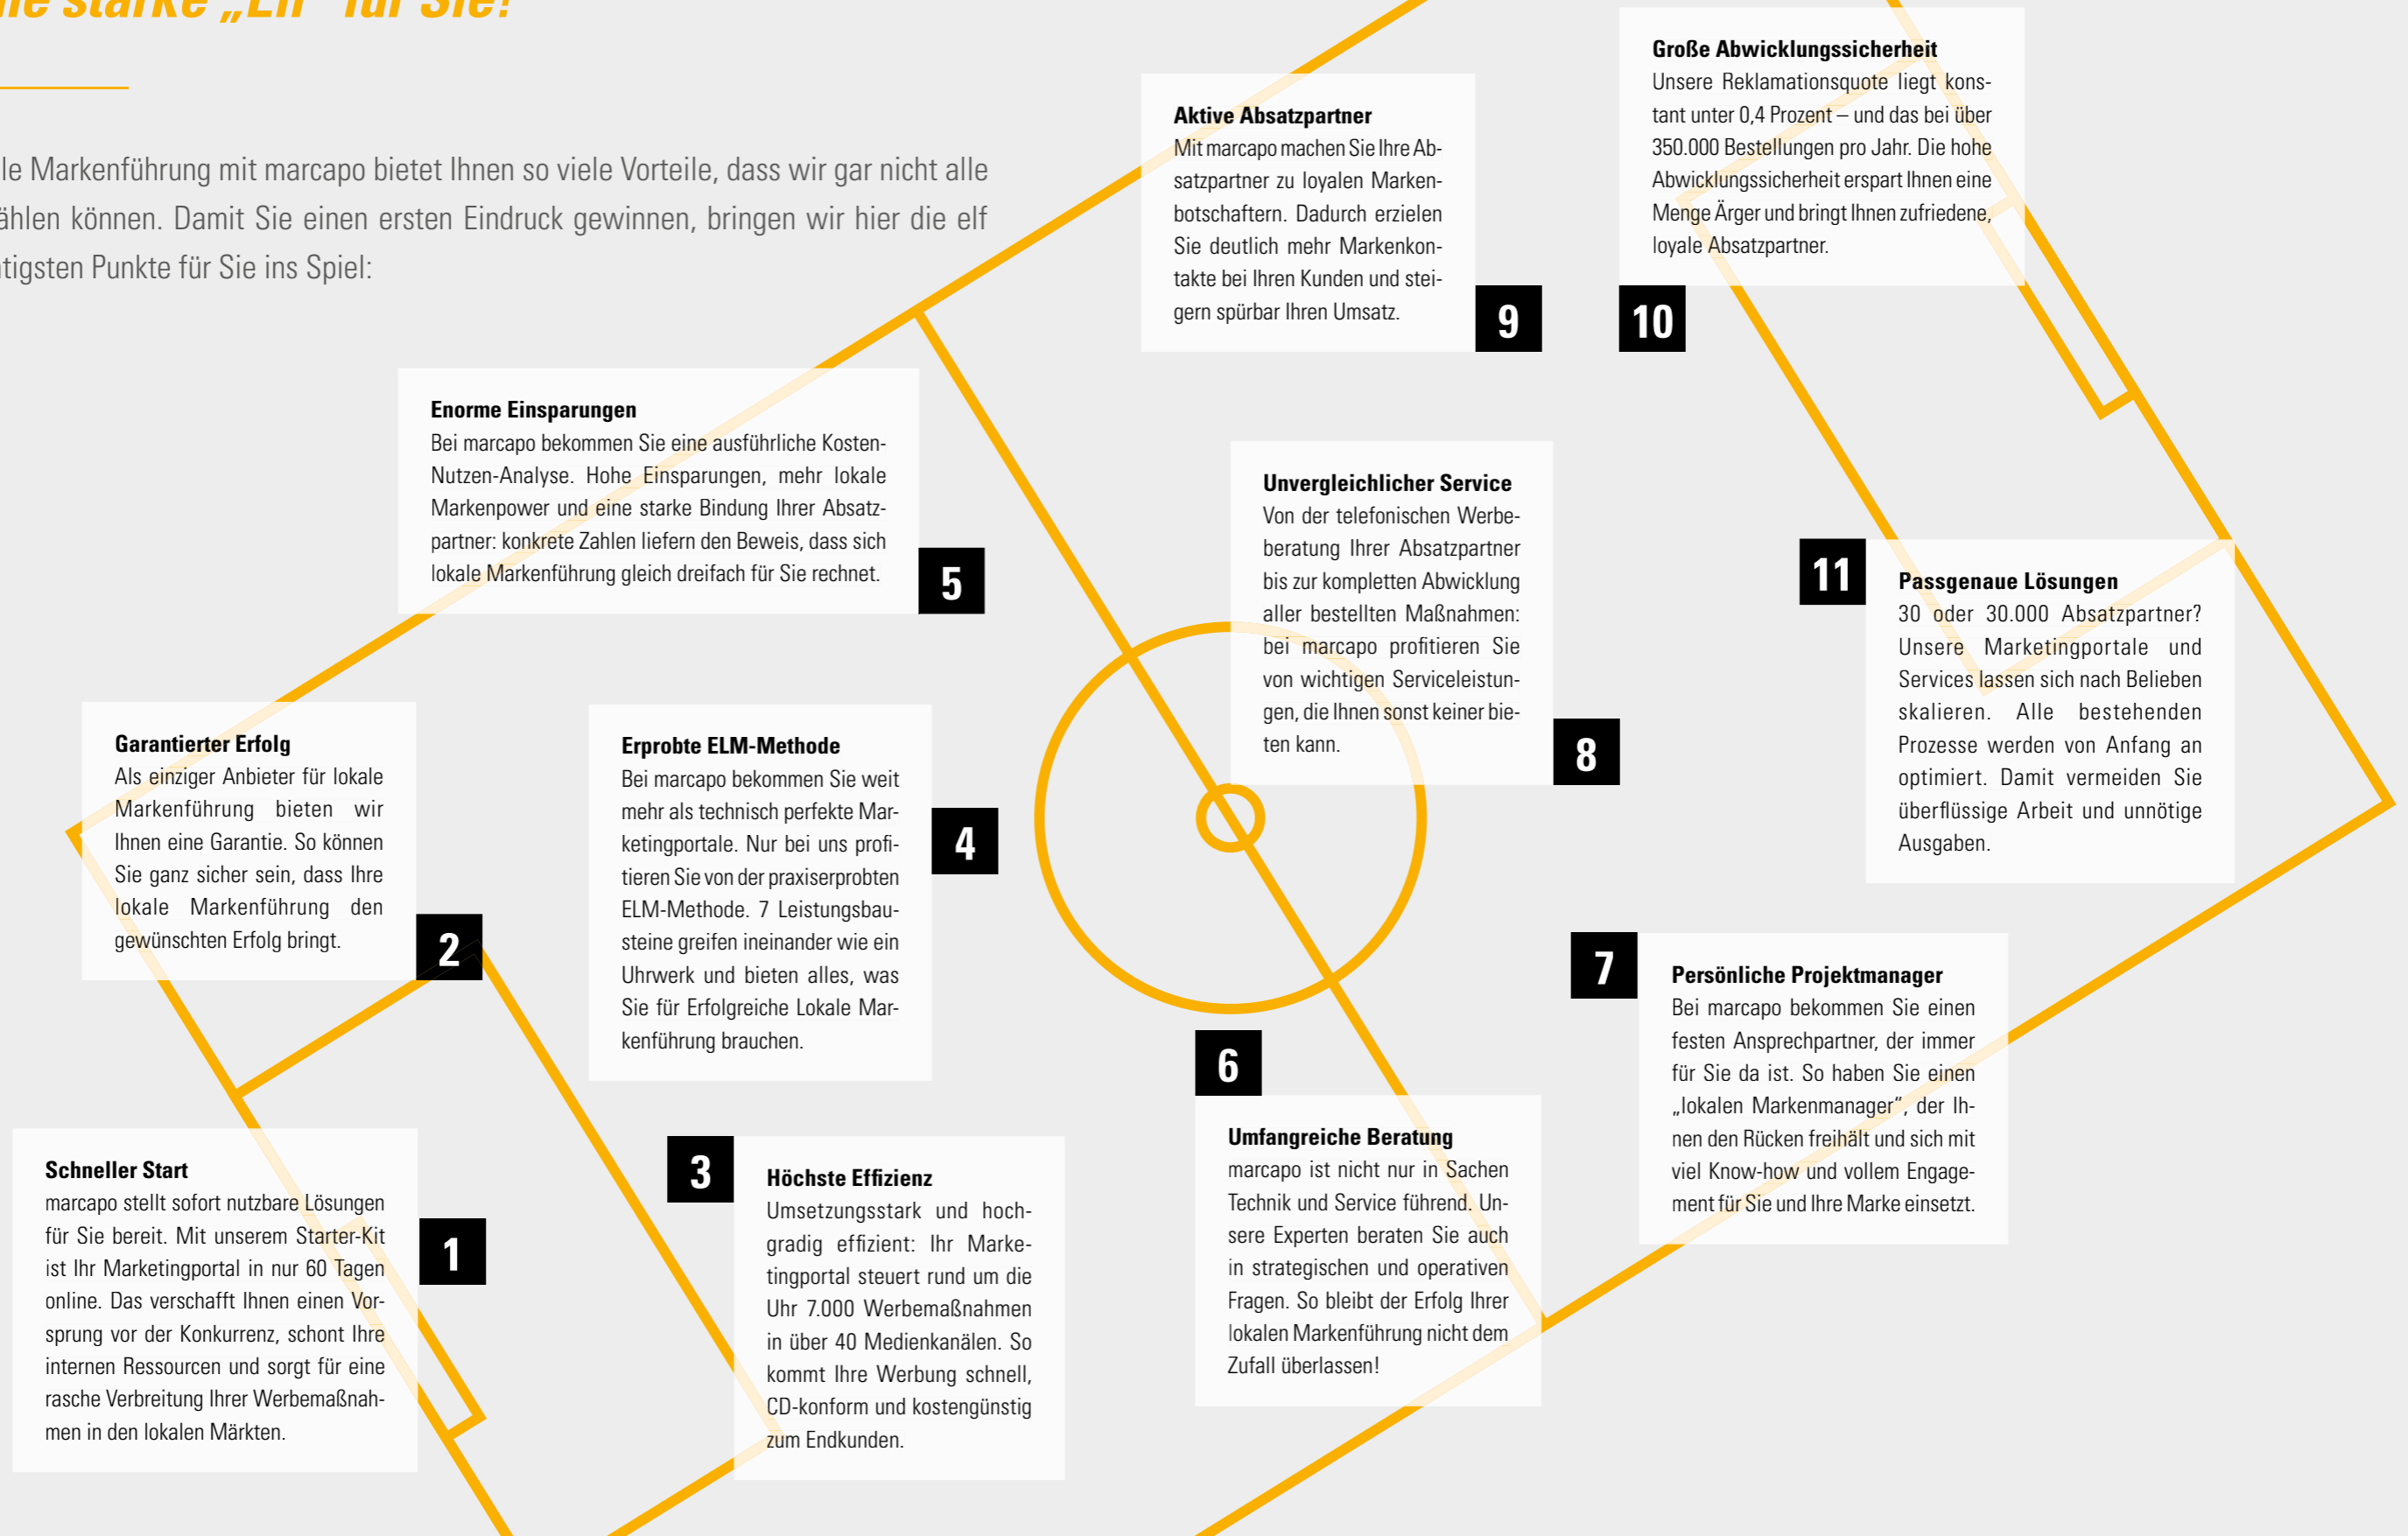 starke „Elf“ für Sie!
Markenführung mit marcapo bietet Ihnen so viele Vorteile, dass wir gar nicht alle
können. Damit Sie einen ersten Eindruck gewinnen, bringen wir hier die elf
Punkte für Sie ins Spiel:
Schneller Start
marcapo stellt sofort nutzbare Lösungen
für Sie bereit. Mit unserem Starter-Kit
ist Ihr Marketingportal in nur 60 Tagen
online. Das verschafft Ihnen einen Vor-
sprung vor der Konkurrenz, schont Ihre
internen Ressourcen und sorgt für eine
rasche Verbreitung Ihrer Werbemaßnah-
men in den lokalen Märkten.
1
Garantierter Erfolg
Als einziger Anbieter für lokale
Markenführung bieten wir
Ihnen eine Garantie. So können
Sie ganz sicher sein, dass Ihre
lokale Markenführung den
gewünschten Erfolg bringt.
2
3
Höchste Effizienz
Umsetzungsstark und hoch-
gradig effizient: Ihr Marke-
tingportal steuert rund um die
Uhr 7.000 Werbemaßnahmen
in über 40 Medienkanälen. So
kommt Ihre Werbung schnell,
CD-konform und kostengünstig
zum Endkunden.
Erprobte ELM-Methode
Bei marcapo bekommen Sie weit
mehr als technisch perfekte Mar-
ketingportale. Nur bei uns profi-
tieren Sie von der praxiserprobten
ELM-Methode. 7 Leistungsbau-
steine greifen ineinander wie ein
Uhrwerk und bieten alles, was
Sie für Erfolgreiche Lokale Mar-
kenführung brauchen.
4
Enorme Einsparungen
Bei marcapo bekommen Sie eine ausführliche Kosten-
Nutzen-Analyse. Hohe Einsparungen, mehr lokale
Markenpower und eine starke Bindung Ihrer Absatz-
partner: konkrete Zahlen liefern den Beweis, dass sich
lokale Markenführung gleich dreifach für Sie rechnet.
5
6
Umfangreiche Beratung
marcapo ist nicht nur in Sachen
Technik und Service führend. Un-
sere Experten beraten Sie auch
in strategischen und operativen
Fragen. So bleibt der Erfolg Ihrer
lokalen Markenführung nicht dem
Zufall überlassen!
7
Persönliche Projektmanager
Bei marcapo bekommen Sie einen
festen Ansprechpartner, der immer
für Sie da ist. So haben Sie einen
„lokalen Markenmanager“, der Ih-
nen den Rücken freihält und sich mit
viel Know-how und vollem Engage-
ment für Sie und Ihre Marke einsetzt.
Unvergleichlicher Service
Von der telefonischen Werbe-
beratung Ihrer Absatzpartner
bis zur kompletten Abwicklung
aller bestellten Maßnahmen:
bei marcapo profitieren Sie
von wichtigen Serviceleistun-
gen, die Ihnen sonst keiner bie-
ten kann.
8
Aktive Absatzpartner
Mit marcapo machen Sie Ihre Ab-
satzpartner zu loyalen Marken-
botschaftern. Dadurch erzielen
Sie deutlich mehr Markenkon-
takte bei Ihren Kunden und stei-
gern spürbar Ihren Umsatz.
9
Große Abwicklungssicherheit
Unsere Reklamationsquote liegt kons-
tant unter 0,4 Prozent – und das bei über
350.000 Bestellungen pro Jahr. Die hohe
Abwicklungssicherheit erspart Ihnen eine
Menge Ärger und bringt Ihnen zufriedene,
loyale Absatzpartner.
10
11
Passgenaue Lösungen
30 oder 30.000 Absatzpartner?
Unsere Marketingportale und
Services lassen sich nach Belieben
skalieren. Alle bestehenden
Prozesse werden von Anfang an
optimiert. Damit vermeiden Sie
überflüssige Arbeit und unnötige
Ausgaben.